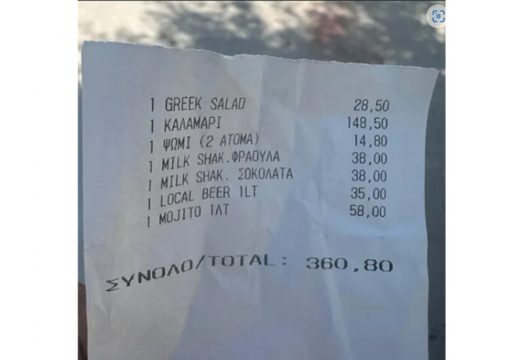 1 GREEK SALAD 28,50
1 ΚΑΛΑΜΑΡΙ 148,50
1 ΨΩΜΙ (2 ΑΤΟΜΑ) 14,80
1 MILK SHAK.ΦΡΑΟΥΛΑ 38,00
1 MILK SHAK. ΣΟΚΟΛΑΤΑ 38,00
1 LOCAL BEER 1LT 35,00
1 MOJITO 1ΛΤ 58,00
ΣΥΝΟΛΟ/TOTAL: 360,80